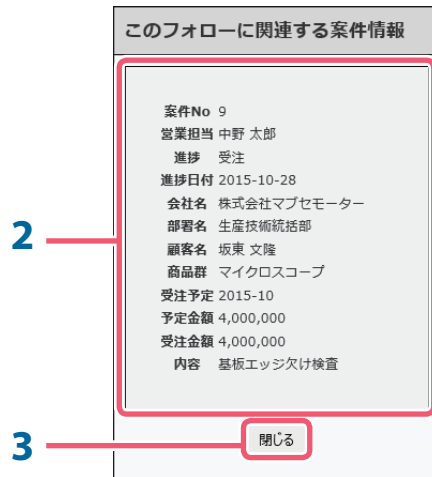 このフォローに関連する案件情報
案件No 9
営業担当 中野 太郎
進捗 受注
進捗日付 2015-10-28
会社名 株式会社マブセモーター
部署名 生産技術統括部
顧客名 坂東 文隆
商品群 マイクロスコープ
受注予定 2015-10
予定金額 4,000,000
受注金額 4,000,000
内容 基板エッジ欠け検査
2
閉じる
3